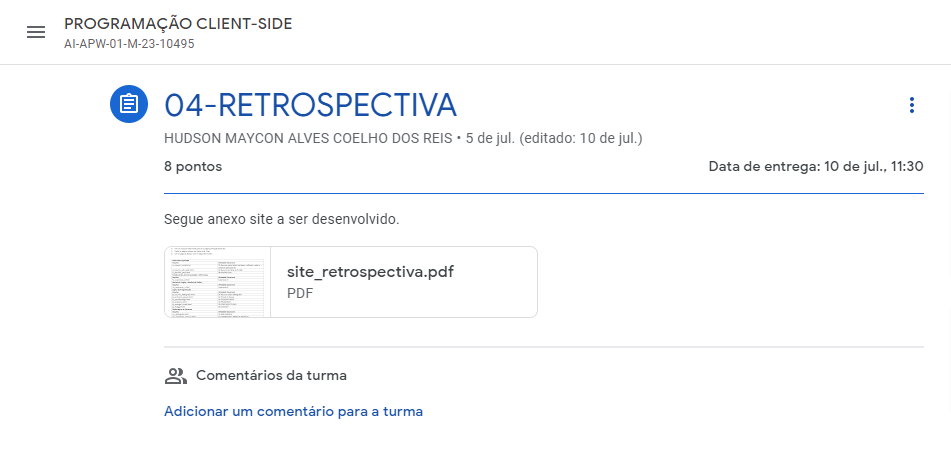 PROGRAMAÇÃO CLIENT-SIDE
AI-APW-01-M-23-10495
04-RETROSPECTIVA
HUDSON MAYCON ALVES COELHO DOS REIS • 5 de jul. (editado: 10 de jul.)
8 pontos
Data de entrega: 10 de jul., 11:30
Segue anexo site a ser desenvolvido.
site_retrospectiva.pdf
PDF
Comentários da turma
Adicionar um comentário para a turma